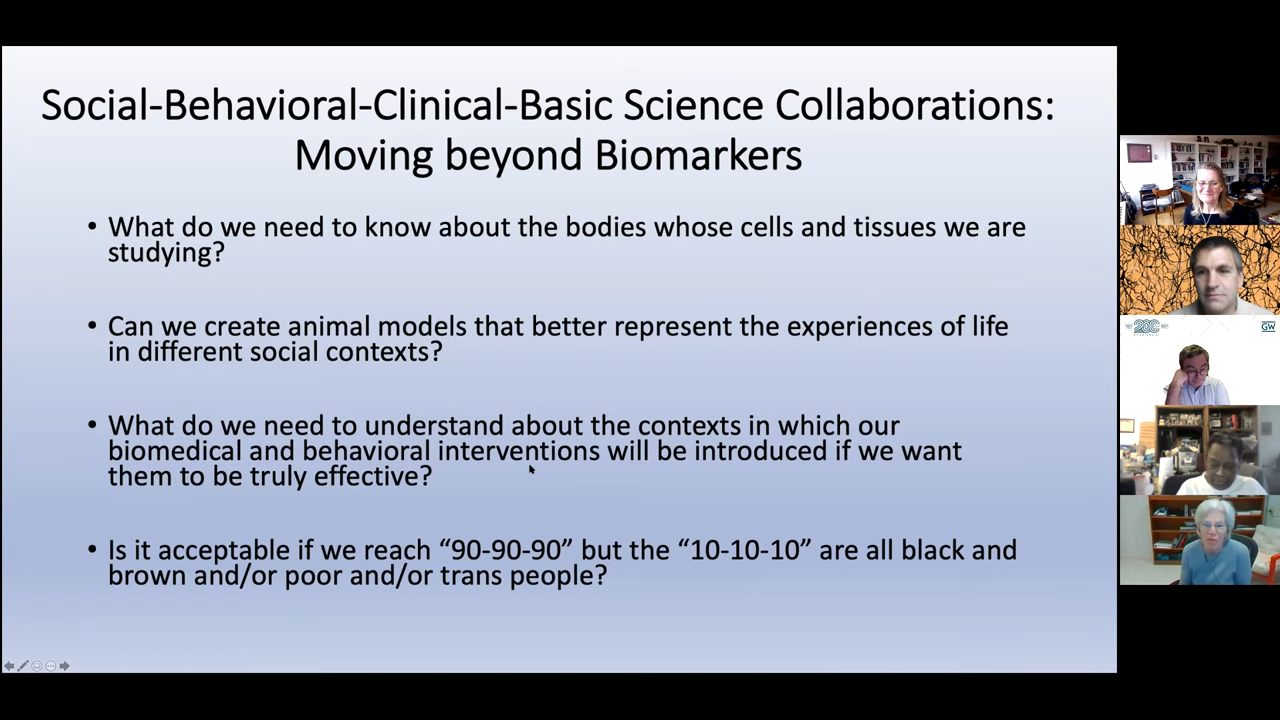 Social-Behavioral-Clinical-Basic Science Collaborations:
Moving beyond Biomarkers
• What do we need to know about the bodies whose cells and tissues we are
studying?
• Can we create animal models that better represent the experiences of life
in different social contexts?
• What do we need to understand about the contexts in which our
biomedical and behavioral interventions will be introduced if we want
them to be truly effective?
• Is it acceptable if we reach “90-90-90” but the “10-10-10” are all black and
brown and/or poor and/or trans people?
GW